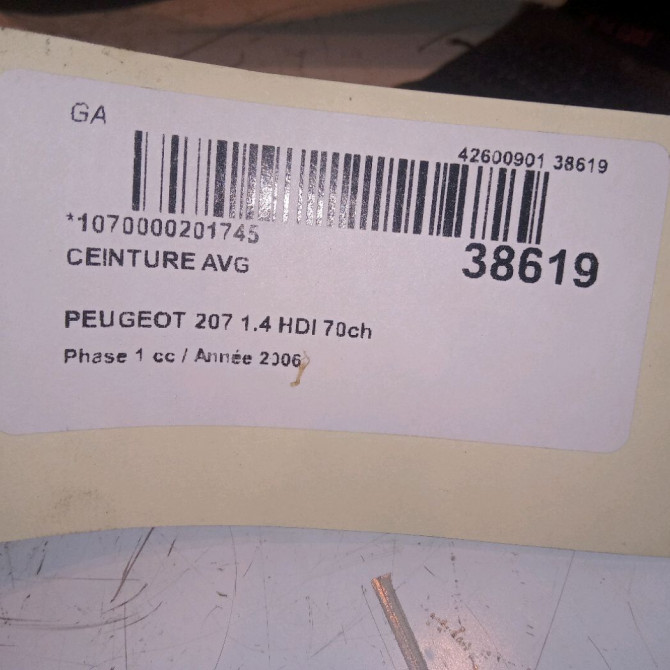 GA
42600901 38619
*1070000201745
38619
CEINTURE AVG
PEUGEOT 207 1.4 HDI 70ch
Phase 1 cc / Année 2006